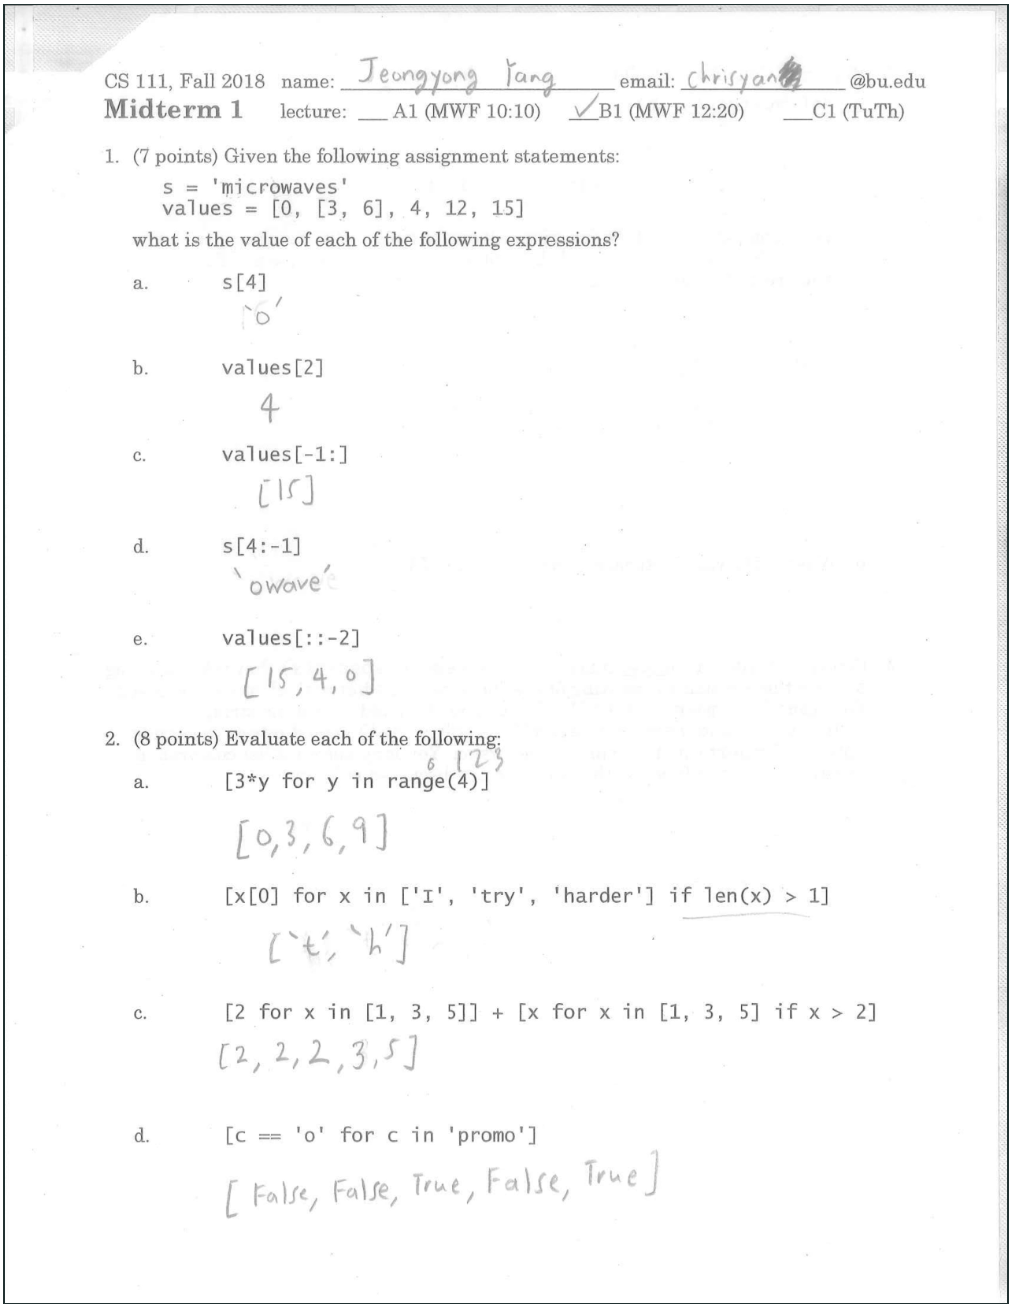 CS 111, Fall 2018 name: Jeongyong Yang email: chrisyan @bu.edu
Midterm 1 lecture: ___ A1 (MWF 10:10) ✓ B1 (MWF 12:20) ___C1 (TuTh)
1. (7 points) Given the following assignment statements:
s = 'microwaves'
values = [0, [3, 6], 4, 12, 15]
what is the value of each of the following expressions?
a. s[4]
'o'
b. values[2]
4
c. values[-1:]
[15]
d. s[4:-1]
'owave'
e. values[::-2]
[15,4,0]
2. (8 points) Evaluate each of the following:
0 1 2 3
a. [3*y for y in range(4)]
[0,3,6,9]
b. [x[0] for x in ['I', 'try', 'harder'] if len(x) > 1]
['t', 'h']
c. [2 for x in [1, 3, 5]] + [x for x in [1, 3, 5] if x > 2]
[2, 2, 2, 3, 5]
d. [c == 'o' for c in 'promo']
[False, False, True, False, True]